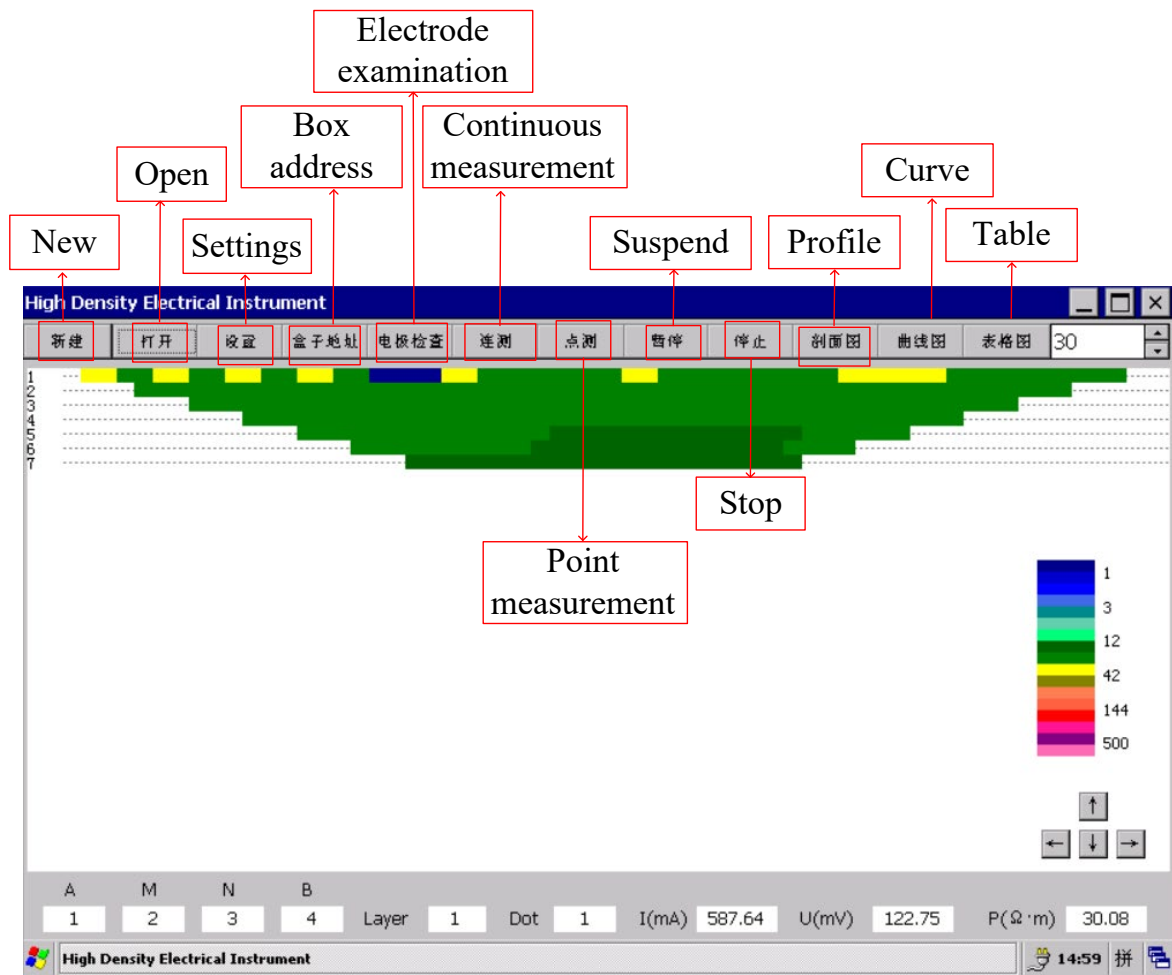 Electrode
examination
Box
address
Continuous
measurement
Open
Curve
New
Settings
Suspend
Profile
Table
High Density Electrical Instrument
新建 打开 设置 盒子地址 电极检查 连测 点测 暂停 停止 剖面图 曲线图 表格图 30
1
2
3
4
5
6
7
Stop
Point
measurement
1
3
12
42
144
500
↑
← ↓ →
A M N B
1 2 3 4 Layer 1 Dot 1 I(mA) 587.64 U(mV) 122.75 P(Ω·m) 30.08
High Density Electrical Instrument 14:59 拼